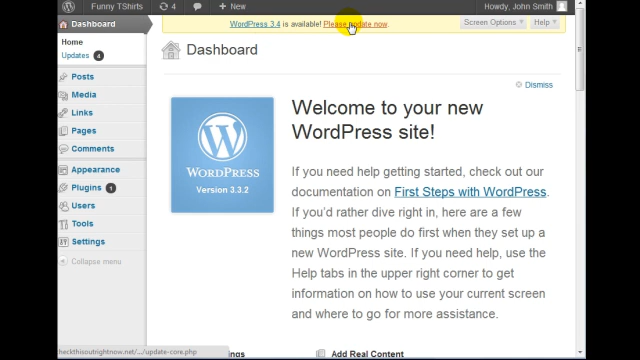 Funny TShirts 4 + New Howdy, John Smith
Dashboard
WordPress 3.4 is available! Please update now.
Screen Options Help
Home
Updates 4
Dashboard
Posts
Media
Links
Pages
Comments
Appearance
Plugins 1
Users
Tools
Settings
Collapse menu
Dismiss
WORDPRESS
Version 3.3.2
Welcome to your new
WordPress site!
If you need help getting started, check out our
documentation on First Steps with WordPress.
If you'd rather dive right in, here are a few
things most people do first when they set up a
new WordPress site. If you need help, use the
Help tabs in the upper right corner to get
information on how to use your current screen
and where to go for more assistance.
checkthisoutrightnow.net/.../update-core.php
Add Real Content